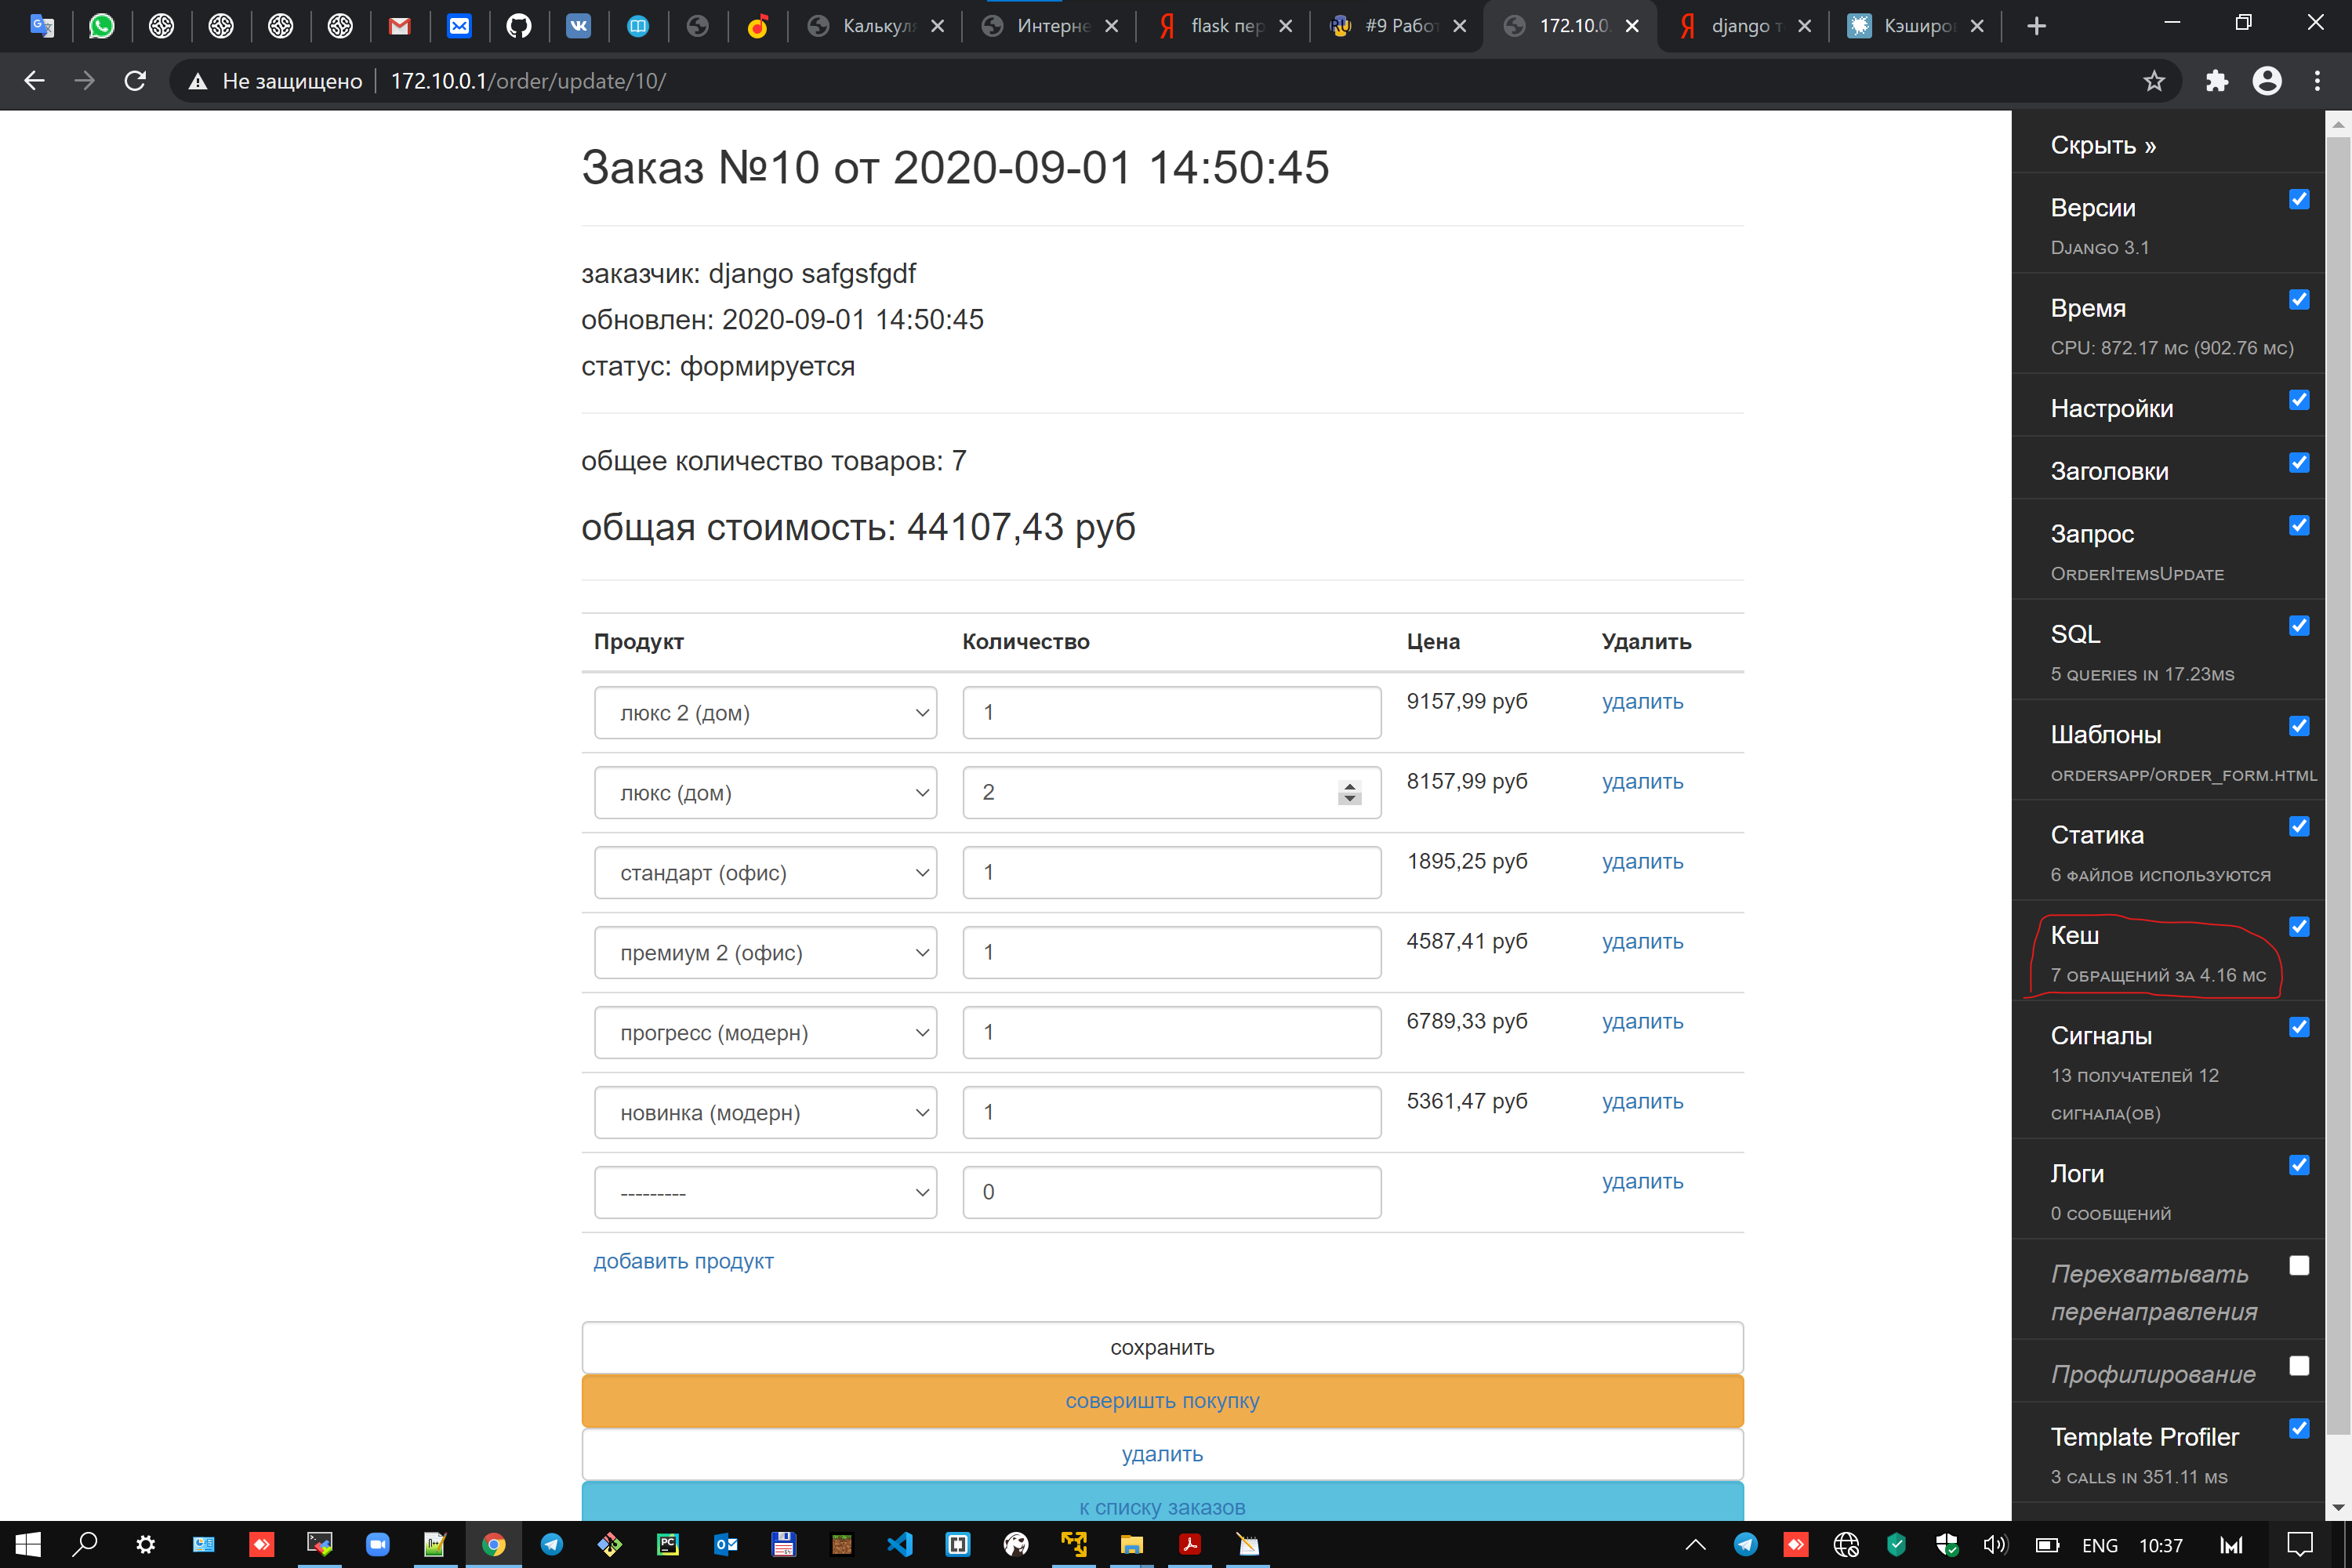 Калькуля
Интерне
flask пер
#9 Работ
172.10.0.
django т
Кэширов
Не защищено
172.10.0.1/order/update/10/
Заказ №10 от 2020-09-01 14:50:45
заказчик: django safgsfgdf
обновлен: 2020-09-01 14:50:45
статус: формируется
общее количество товаров: 7
общая стоимость: 44107,43 руб
Продукт Количество Цена Удалить
люкс 2 (дом) 1 9157,99 руб удалить
люкс (дом) 2 8157,99 руб удалить
стандарт (офис) 1 1895,25 руб удалить
премиум 2 (офис) 1 4587,41 руб удалить
прогресс (модерн) 1 6789,33 руб удалить
новинка (модерн) 1 5361,47 руб удалить
--------- 0 удалить
добавить продукт
сохранить
соверишть покупку
удалить
к списку заказов
Скрыть »
Версии
Django 3.1
Время
CPU: 872.17 мс (902.76 мс)
Настройки
Заголовки
Запрос
OrderItemsUpdate
SQL
5 queries in 17.23ms
Шаблоны
ordersapp/order_form.html
Статика
6 файлов используются
Кеш
7 обращений за 4.16 мс
Сигналы
13 получателей 12
сигнала(ов)
Логи
0 сообщений
Перехватывать
перенаправления
Профилирование
Template Profiler
3 calls in 351.11 ms
ENG 10:37